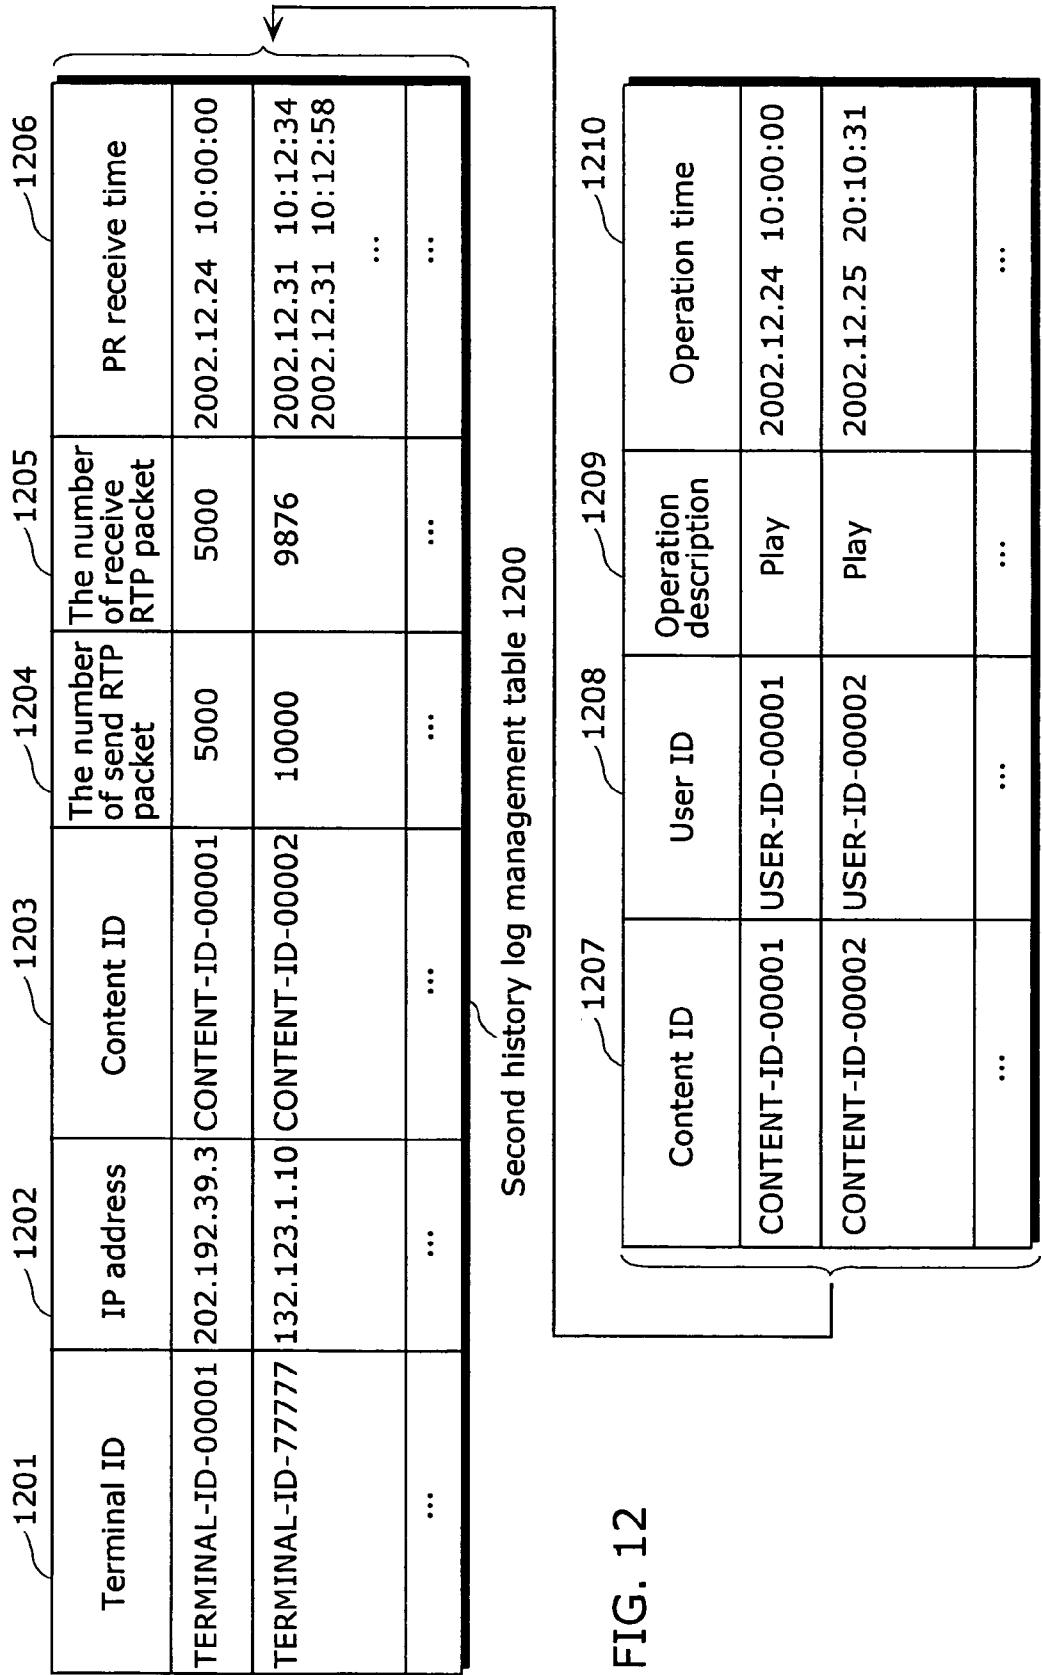 1201
1202
1203
1204
1205
1206
Terminal ID
IP address
Content ID
The number
of send RTP
packet
The number
of receive
RTP packet
PR receive time
TERMINAL-ID-00001
202.192.39.3
CONTENT-ID-00001
5000
5000
2002.12.24 10:00:00
TERMINAL-ID-77777
132.123.1.10
CONTENT-ID-00002
10000
9876
2002.12.31 10:12:34
2002.12.31 10:12:58
...
...
...
...
...
...
...
Second history log management table 1200
FIG. 12
1207
1208
1209
1210
Content ID
User ID
Operation
description
Operation time
CONTENT-ID-00001
USER-ID-00001
Play
2002.12.24 10:00:00
CONTENT-ID-00002
USER-ID-00002
Play
2002.12.25 20:10:31
...
...
...
...